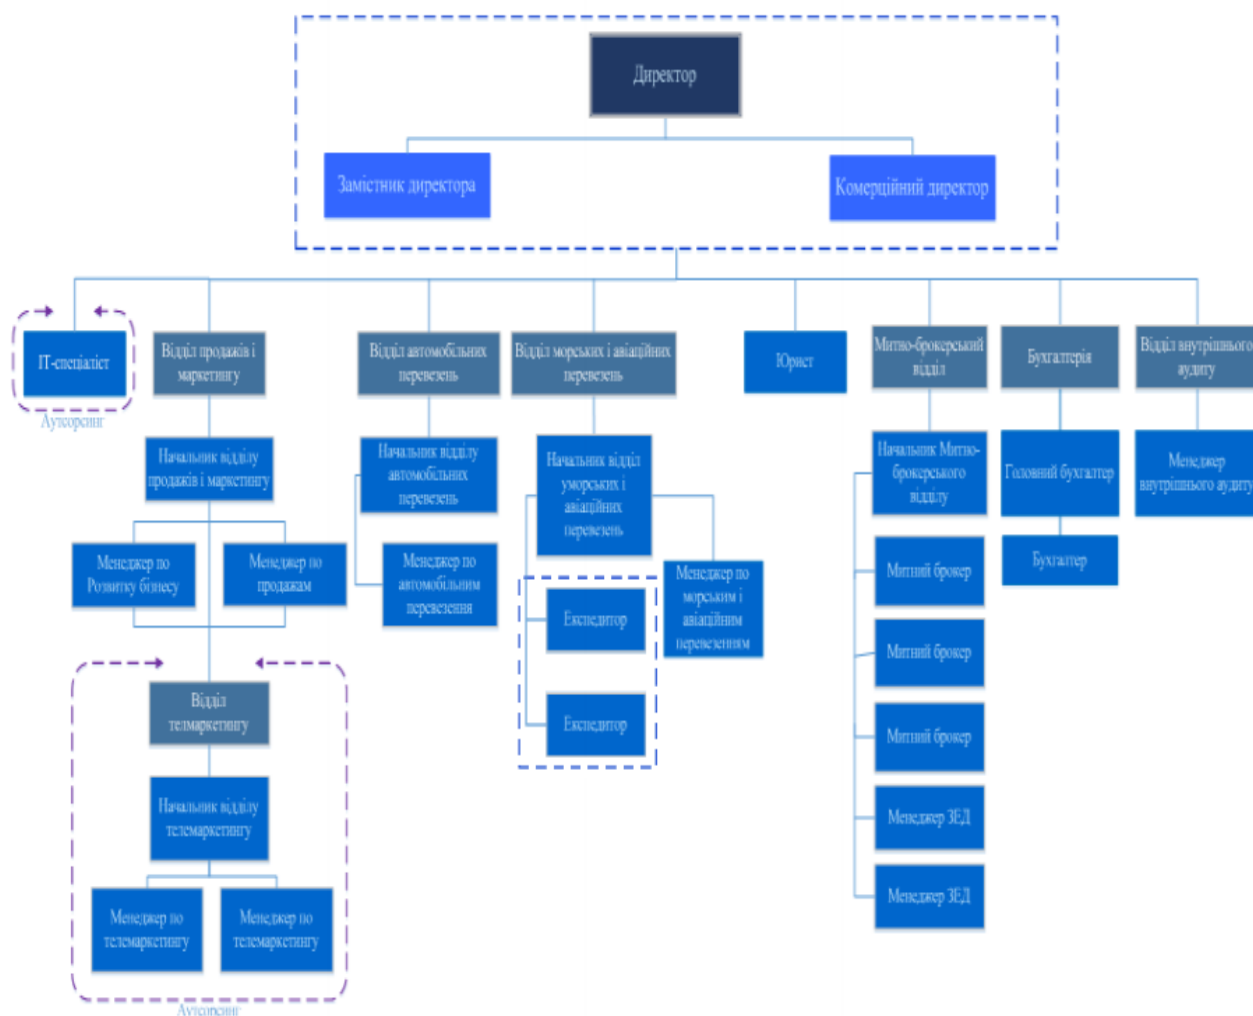 Директор
Замістник директора
Комерційний директор
ІТ-спеціаліст
Аутсорсинг
Відділ продажів і
маркетингу
Відділ автомобільних
перевезень
Відділ морських і авіаційних
перевезень
Юрист
Митно-брокерський
відділ
Бухгалтерія
Відділ внутрішнього
аудиту
Начальник відділу
продажів і маркетингу
Начальник відділу
автомобільних
перевезень
Начальник відділ
уморських і
авіаційних
перевезень
Начальник Митно-
брокерського
відділу
Головний бухгалтер
Менеджер
внутрішнього аудиту
Менеджер по
Розвитку бізнесу
Менеджер по
продажам
Менеджер по
автомобільним
перевезення
Експедитор
Експедитор
Менеджер по
морським і
авіаційним
перевезенням
Митний брокер
Митний брокер
Митний брокер
Менеджер ЗЕД
Менеджер ЗЕД
Бухгалтер
Відділ
телмаркетингу
Начальник відділу
телемаркетингу
Менеджер по
телемаркетингу
Менеджер по
телемаркетингу
Аутсорсинг